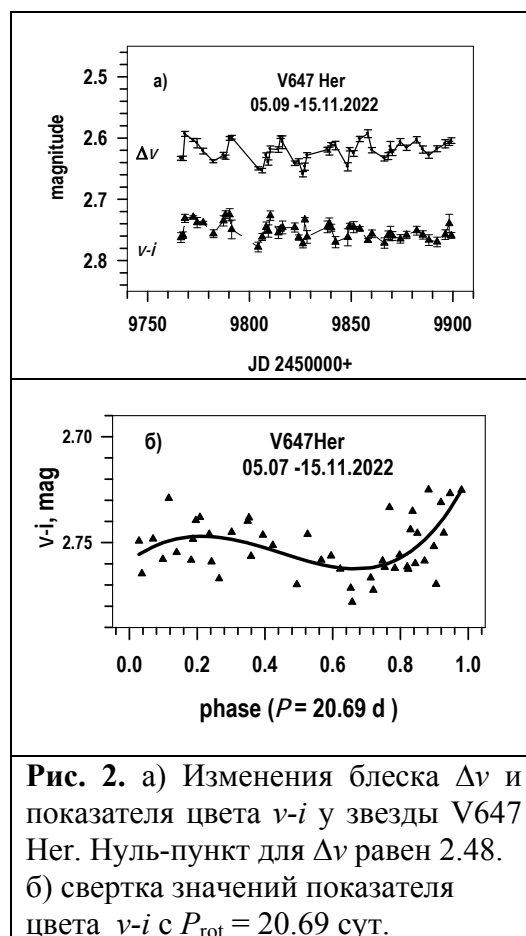 а)
V647 Her
05.09 -15.11.2022
magnitude
2.5
2.6
2.7
2.8
Δv
v-i
9750
9800
9850
9900
JD 2450000+
б)
V647Her
05.07 -15.11.2022
V-i, mag
2.70
2.75
0.0
0.2
0.4
0.6
0.8
1.0
phase (P = 20.69 d )
Рис. 2. а) Изменения блеска Δv и
показателя цвета v-i у звезды V647
Her. Нуль-пункт для Δv равен 2.48.
б) свертка значений показателя
цвета v-i с Prot = 20.69 сут.